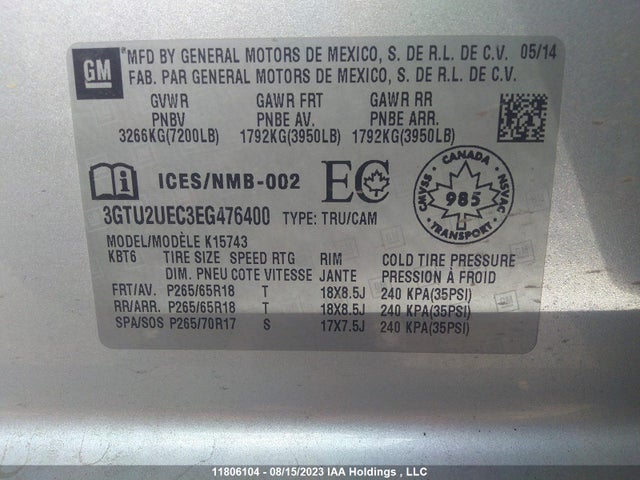 GM
*MFD BY GENERAL MOTORS DE MEXICO, S. DE R.L. DE C.V. 05/14
FAB. PAR GENERAL MOTORS DE MEXICO, S. DE R.L. DE C.V.
GVWR GAWR FRT GAWR RR
PNBV PNBE AV. PNBE ARR.
3266KG(7200LB) 1792KG(3950LB) 1792KG(3950LB)
ICES/NMB-002 EC
CANADA
CMVSS 985 NSVAC
TRANSPORT
3GTU2UEC3EG476400 TYPE: TRU/CAM
MODEL/MODÈLE K15743
KBT6 TIRE SIZE SPEED RTG RIM COLD TIRE PRESSURE
DIM. PNEU COTE VITESSE JANTE PRESSION À FROID
FRT/AV. P265/65R18 T 18X8.5J 240 KPA(35PSI)
RR/ARR. P265/65R18 T 18X8.5J 240 KPA(35PSI)
SPA/SOS P265/70R17 S 17X7.5J 240 KPA(35PSI)
11806104 - 08/15/2023 IAA Holdings , LLC